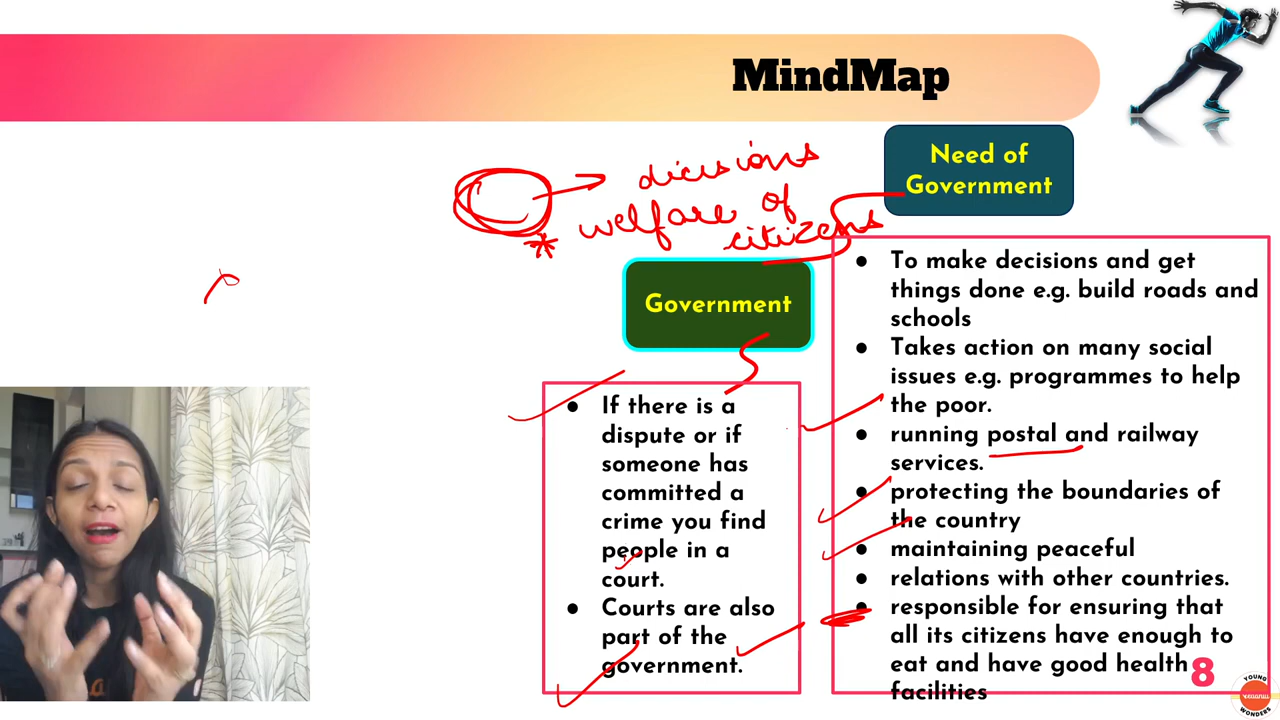 MindMap
Need of
Government
dicisions
welfare of
citizens
*
Government
● To make decisions and get
things done e.g. build roads and
schools
● Takes action on many social
issues e.g. programmes to help
the poor.
● running postal and railway
services.
● protecting the boundaries of
the country
● maintaining peaceful
● relations with other countries.
● responsible for ensuring that
all its citizens have enough to
eat and have good health
facilities
● If there is a
dispute or if
someone has
committed a
crime you find
people in a
court.
● Courts are also
part of the
government.
8
YOUNG
WONDERS